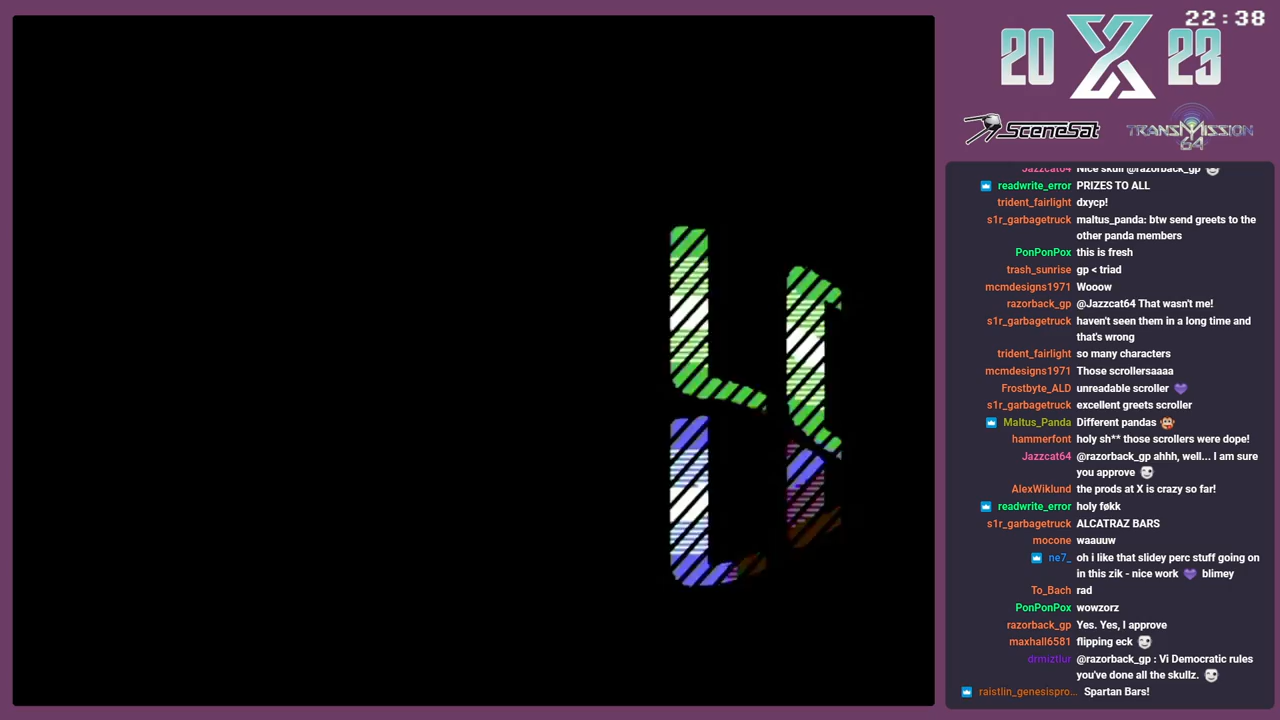 22:38
20 X 23
SceneSat
TRANSMISSION
64
Jazzcat64 Nice skull @razorback_gp
readwrite_error PRIZES TO ALL
trident_fairlight dxycp!
s1r_garbagetruck maltus_panda: btw send greets to the
other panda members
PonPonPox this is fresh
trash_sunrise gp < triad
mcmdesigns1971 Wooow
razorback_gp @Jazzcat64 That wasn't me!
s1r_garbagetruck haven't seen them in a long time and
that's wrong
trident_fairlight so many characters
mcmdesigns1971 Those scrollersaaaa
Frostbyte_ALD unreadable scroller
s1r_garbagetruck excellent greets scroller
Maltus_Panda Different pandas
hammerfont holy sh** those scrollers were dope!
Jazzcat64 @razorback_gp ahhh, well... I am sure
you approve
AlexWiklund the prods at X is crazy so far!
readwrite_error holy føkk
s1r_garbagetruck ALCATRAZ BARS
mocone waauuw
ne7_ oh i like that slidey perc stuff going on
in this zik - nice work blimey
To_Bach rad
PonPonPox wowzorz
razorback_gp Yes. Yes, I approve
maxhall6581 flipping eck
drmiztiur @razorback_gp : Vi Democratic rules
you've done all the skullz.
raistlin_genesispro... Spartan Bars!